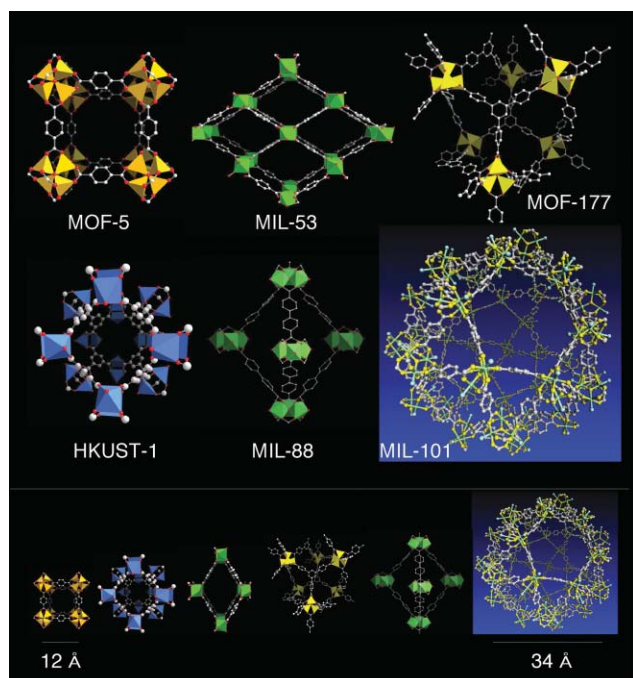 MOF-5
MIL-53
MOF-177
HKUST-1
MIL-88
MIL-101
12 Å
34 Å